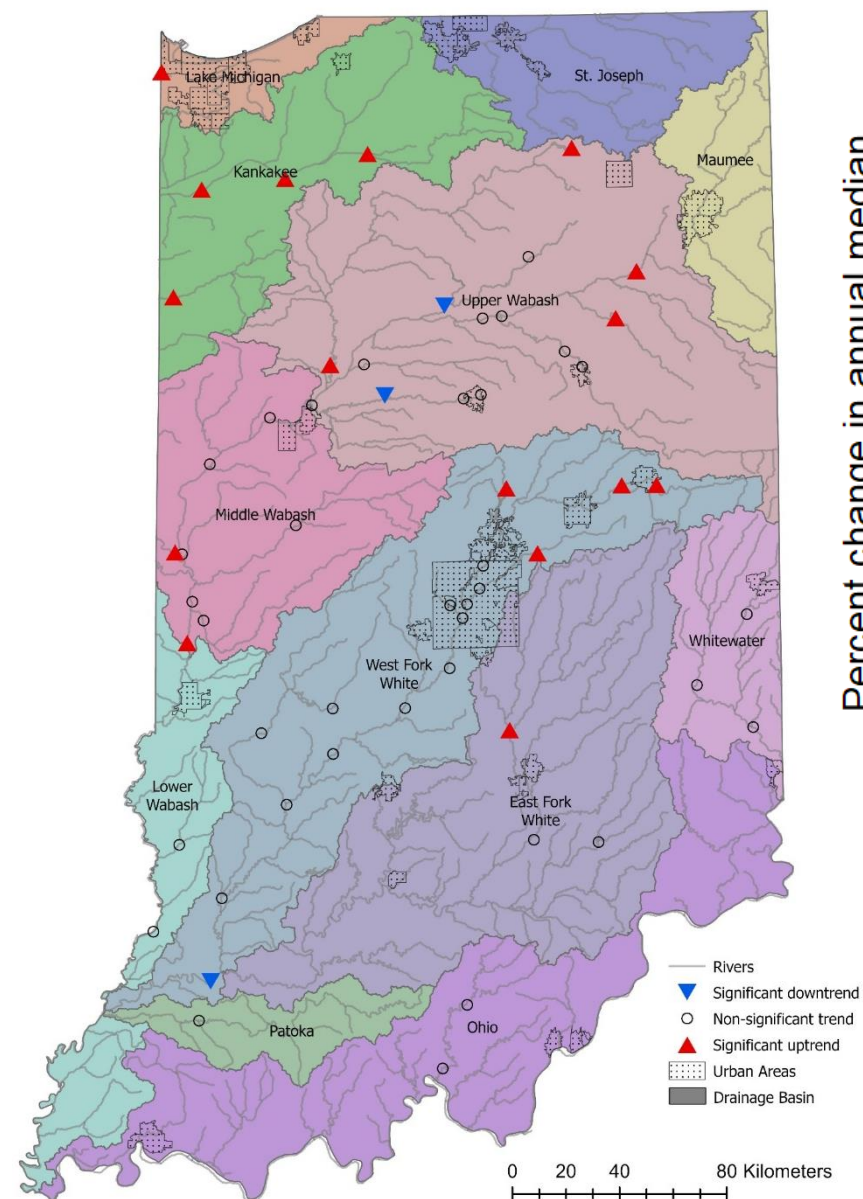 Lake Michigan
St. Joseph
Maumee
Kankakee
Upper Wabash
Middle Wabash
Whitewater
West Fork
White
Lower
Wabash
East Fork
White
Patoka
Ohio
Rivers
Significant downtrend
Non-significant trend
Significant uptrend
Urban Areas
Drainage Basin
0 20 40 80 Kilometers
Percent change in annual median